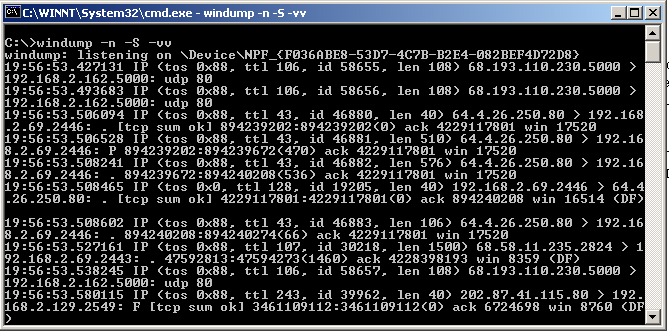 C:\WINNT\System32\cmd.exe - windump -n -S -vv
C:\>windump -n -S -vv
windump: listening on \Device\NPF_{F036ABE8-53D7-4C7B-B2E4-082BEF4D72D8}
19:56:53.427131 IP (tos 0x88, ttl 106, id 58655, len 108) 68.193.110.230.5000 >
192.168.2.162.5000: udp 80
19:56:53.493683 IP (tos 0x88, ttl 106, id 58656, len 108) 68.193.110.230.5000 >
192.168.2.162.5000: udp 80
19:56:53.506094 IP (tos 0x88, ttl 43, id 46880, len 40) 64.4.26.250.80 > 192.168
.2.69.2446: . [tcp sum ok] 894239202:894239202(0) ack 4229117801 win 17520
19:56:53.506528 IP (tos 0x88, ttl 43, id 46881, len 510) 64.4.26.250.80 > 192.16
8.2.69.2446: P 894239202:894239672(470) ack 4229117801 win 17520
19:56:53.508241 IP (tos 0x88, ttl 43, id 46882, len 576) 64.4.26.250.80 > 192.16
8.2.69.2446: . 894239672:894240208(536) ack 4229117801 win 17520
19:56:53.508465 IP (tos 0x0, ttl 128, id 19205, len 40) 192.168.2.69.2446 > 64.4
.26.250.80: . [tcp sum ok] 4229117801:4229117801(0) ack 894240208 win 16514 (DF)
19:56:53.508602 IP (tos 0x88, ttl 43, id 46883, len 106) 64.4.26.250.80 > 192.16
8.2.69.2446: . 894240208:894240274(66) ack 4229117801 win 17520
19:56:53.527161 IP (tos 0x88, ttl 107, id 30218, len 1500) 68.58.11.235.2824 > 1
92.168.2.69.2443: . 47592813:47594273(1460) ack 4228398193 win 8359 (DF)
19:56:53.538245 IP (tos 0x88, ttl 106, id 58657, len 108) 68.193.110.230.5000 >
192.168.2.162.5000: udp 80
19:56:53.580115 IP (tos 0x88, ttl 243, id 39962, len 40) 202.87.41.115.80 > 192.
168.2.129.2549: F [tcp sum ok] 3461109112:3461109112(0) ack 6724698 win 8760 (DF
)